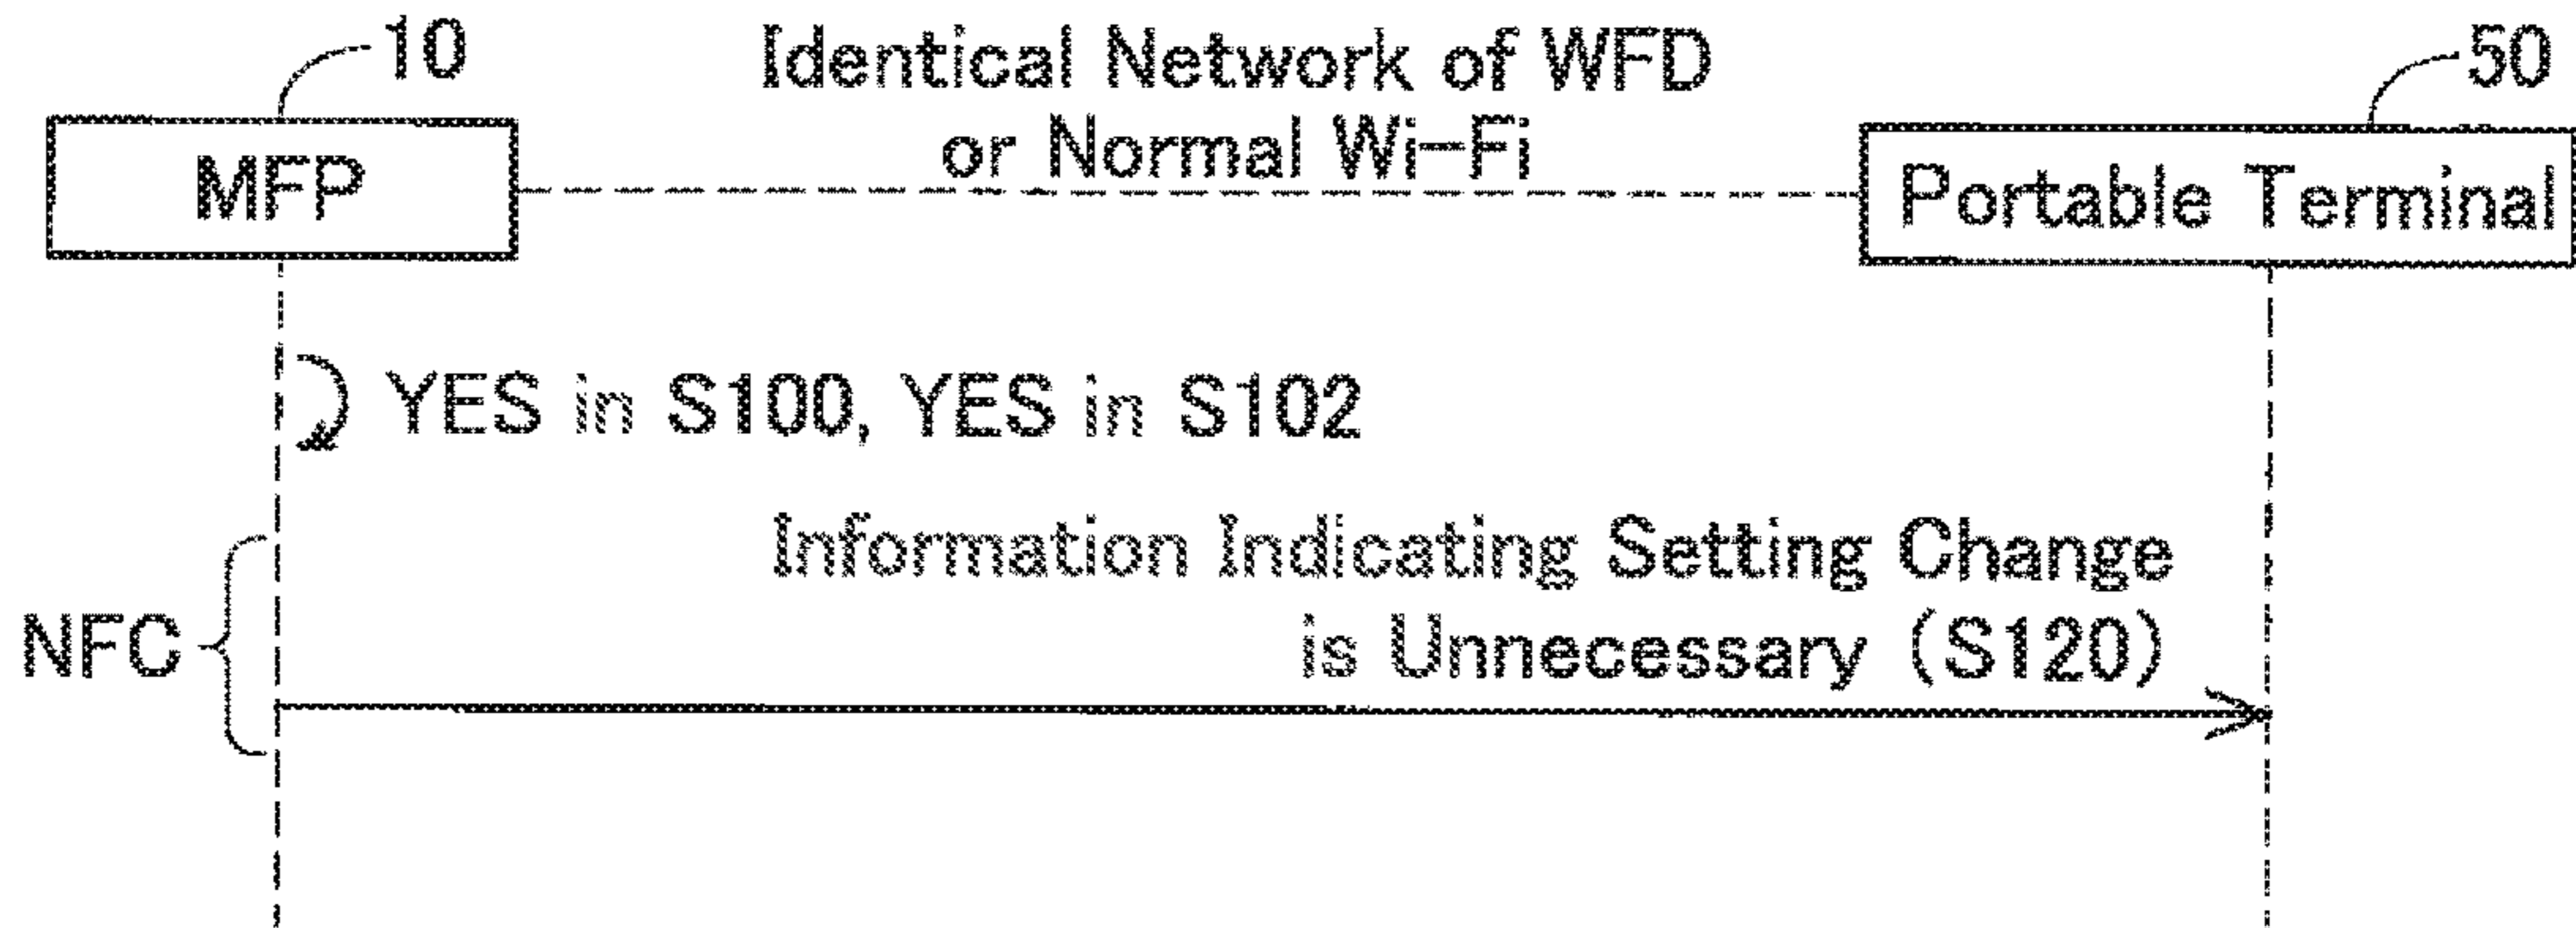 10
Identical Network of WFD
or Normal Wi-Fi
50
MFP
Portable Terminal
YES in S100, YES in S102
Information Indicating Setting Change
is Unnecessary (S120)
NFC